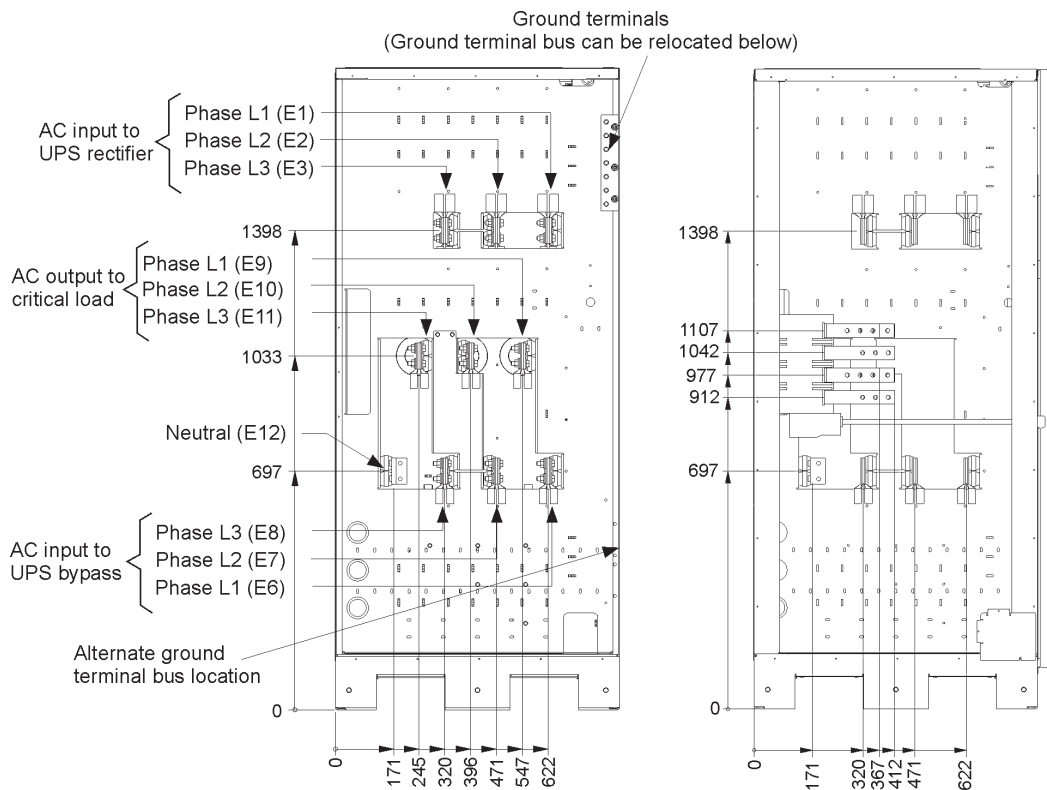 Ground terminals
(Ground terminal bus can be relocated below)
AC input to
UPS rectifier
Phase L1 (E1)
Phase L2 (E2)
Phase L3 (E3)
1398
AC output to
critical load
Phase L1 (E9)
Phase L2 (E10)
Phase L3 (E11)
1033
Neutral (E12)
697
AC input to
UPS bypass
Phase L3 (E8)
Phase L2 (E7)
Phase L1 (E6)
Alternate ground
terminal bus location
0
0
171
245
320
396
471
547
622
1398
1107
1042
977
912
697
0
0
171
320
367
412
471
622